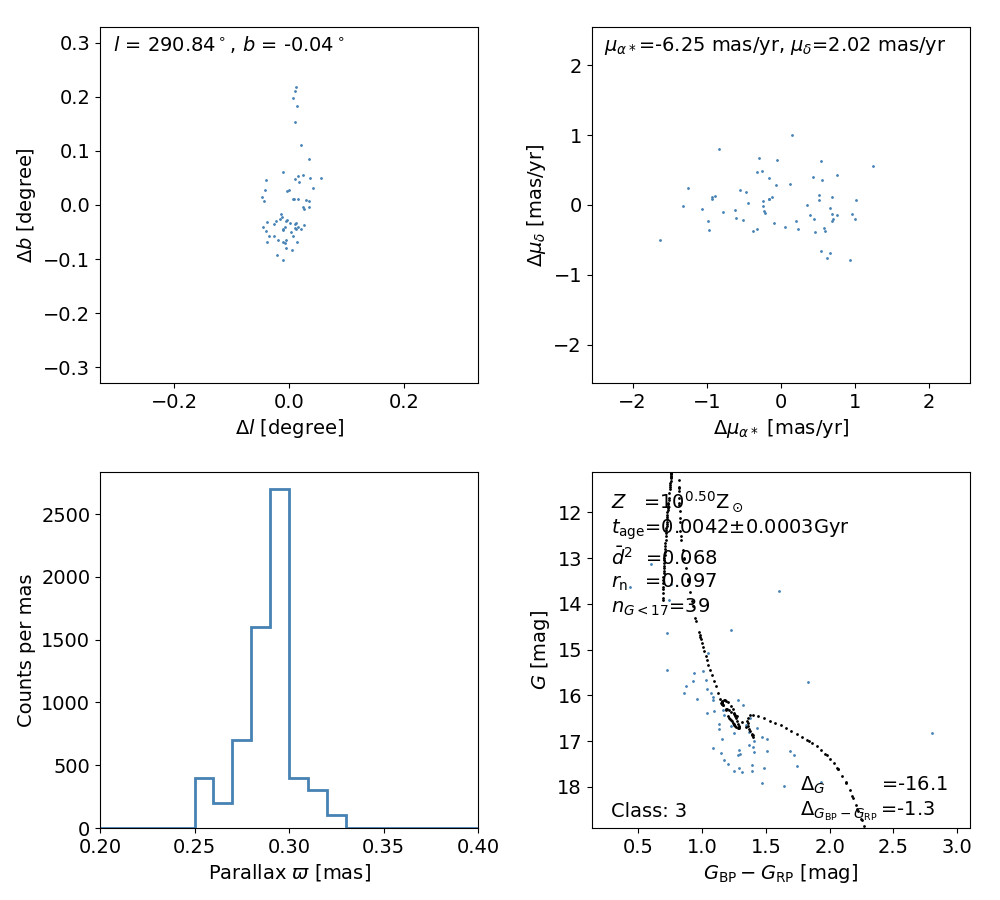 l = 290.84°, b = -0.04°
0.3
0.2
0.1
0.0
−0.1
−0.2
−0.3
Δb [degree]
−0.2 0.0 0.2
Δl [degree]
μα*=-6.25 mas/yr, μδ=2.02 mas/yr
2
1
0
−1
−2
Δμδ [mas/yr]
−2 −1 0 1 2
Δμα* [mas/yr]
2500
2000
1500
1000
500
0
Counts per mas
0.20 0.25 0.30 0.35 0.40
Parallax ϖ [mas]
Z =10^0.50 Z⊙
t_age=0.0042±0.0003Gyr
d̄² =0.068
r_n =0.097
n_G<17=39
12
13
14
15
16
17
18
G [mag]
Δ_G =-16.1
Δ_GBP−GRP =-1.3
Class: 3
0.5 1.0 1.5 2.0 2.5 3.0
G_BP − G_RP [mag]